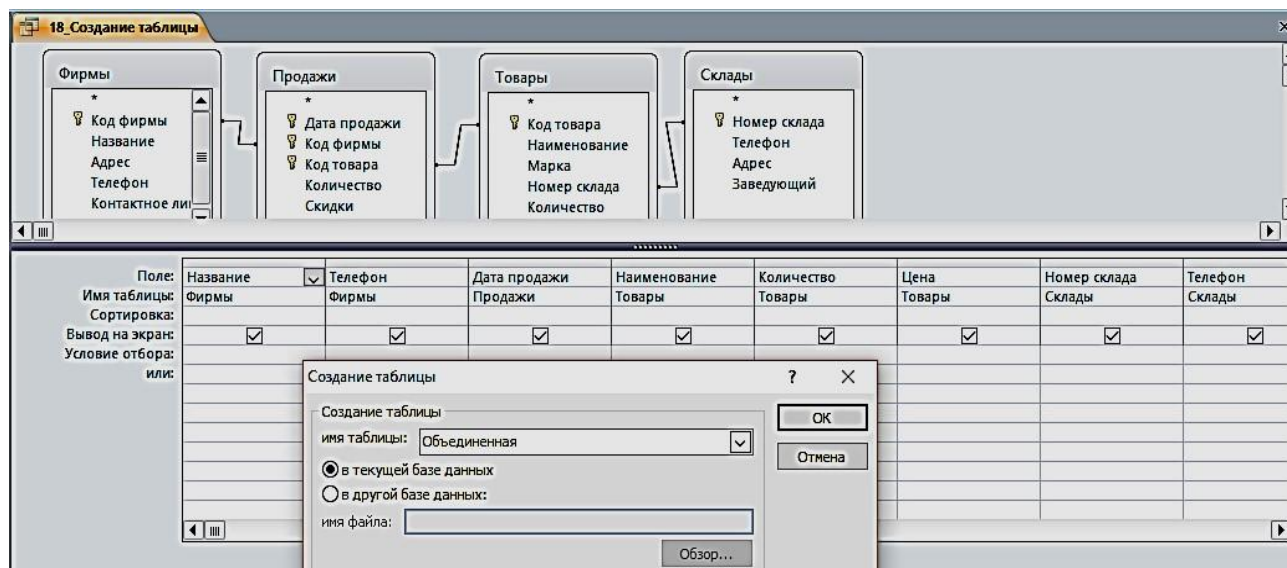 18_Создание таблицы
Фирмы
*
Код фирмы
Название
Адрес
Телефон
Контактное ли
Продажи
*
Дата продажи
Код фирмы
Код товара
Количество
Скидки
Товары
*
Код товара
Наименование
Марка
Номер склада
Количество
Склады
*
Номер склада
Телефон
Адрес
Заведующий
Поле: Название Телефон Дата продажи Наименование Количество Цена Номер склада Телефон
Имя таблицы: Фирмы Фирмы Продажи Товары Товары Товары Склады Склады
Сортировка:
Вывод на экран:
Условие отбора:
или:
Создание таблицы ?
Создание таблицы
имя таблицы: Объединенная
в текущей базе данных
в другой базе данных:
имя файла:
Обзор...
ОК
Отмена